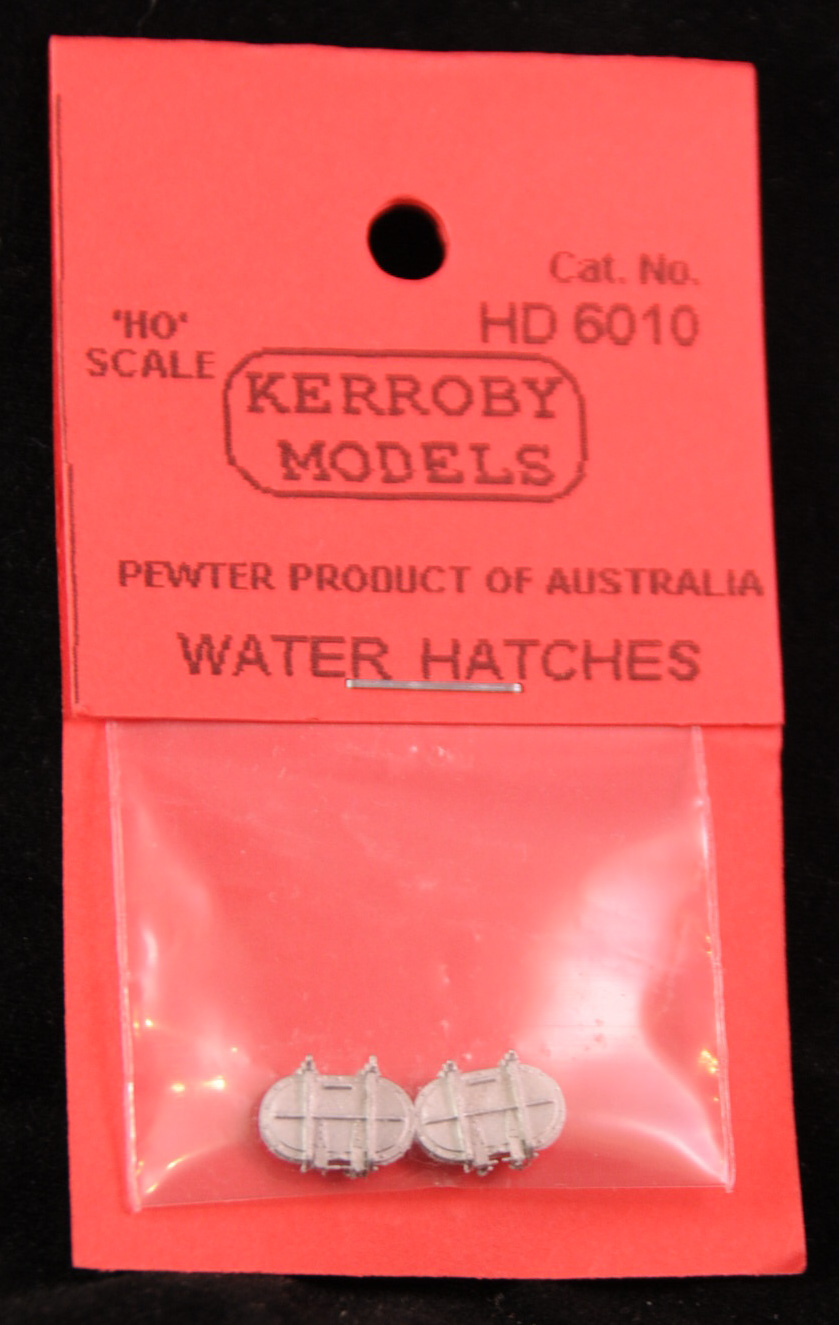 Cat. No.
HD 6010
'HO'
SCALE
KERROBY
MODELS
PEWTER PRODUCT OF AUSTRALIA
WATER HATCHES